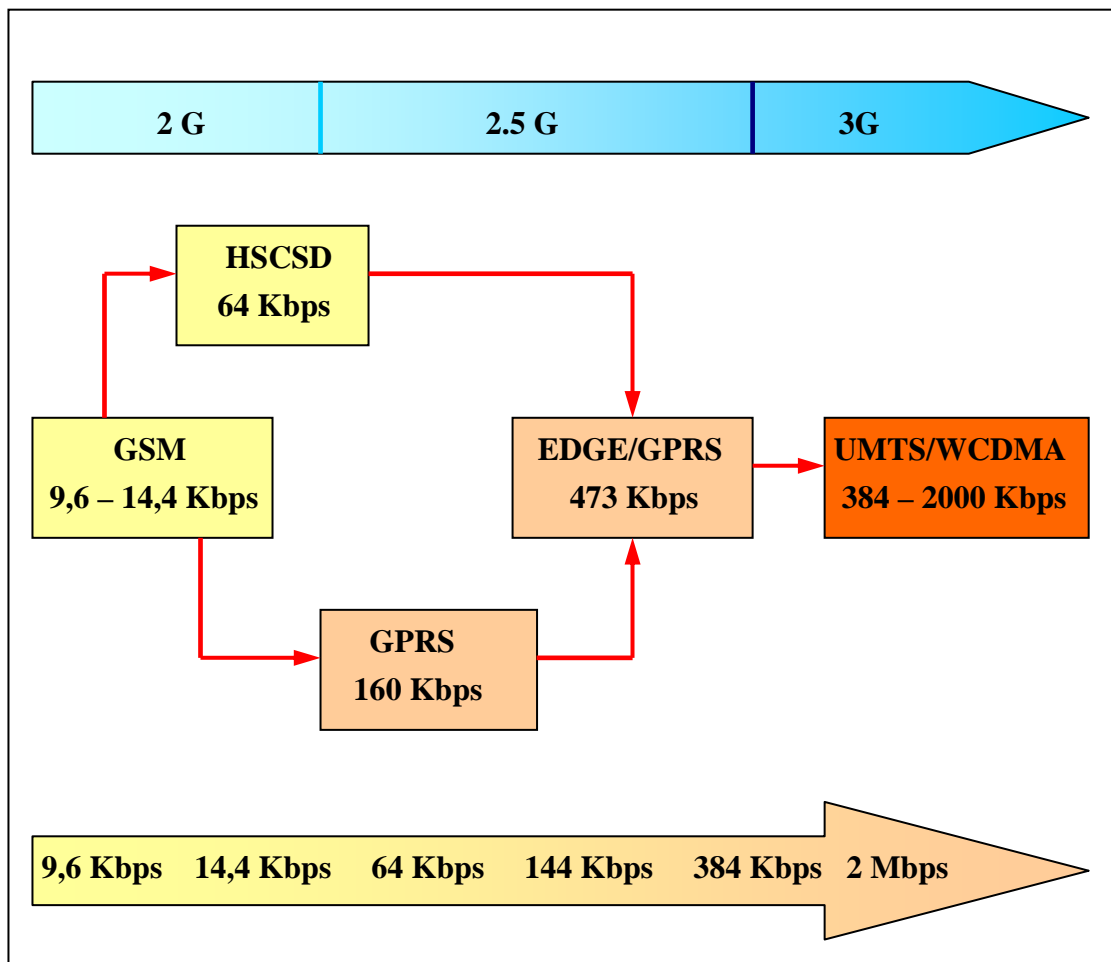 2 G
2.5 G
3G
HSCSD
64 Kbps
GSM
9,6 – 14,4 Kbps
EDGE/GPRS
473 Kbps
UMTS/WCDMA
384 – 2000 Kbps
GPRS
160 Kbps
9,6 Kbps 14,4 Kbps 64 Kbps 144 Kbps 384 Kbps 2 Mbps